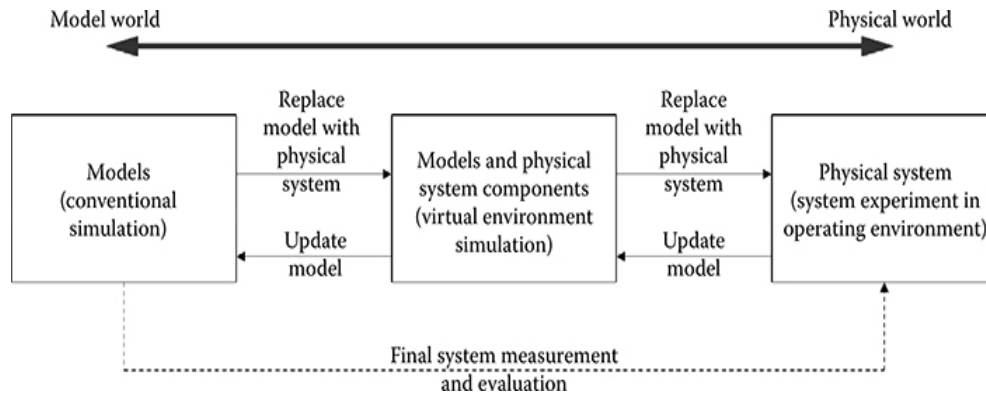 Model world
Physical world
Replace
model with
physical
system
Replace
model with
physical
system
Models
(conventional
simulation)
Models and physical
system components
(virtual environment
simulation)
Physical system
(system experiment in
operating environment)
Update
model
Update
model
Final system measurement
and evaluation